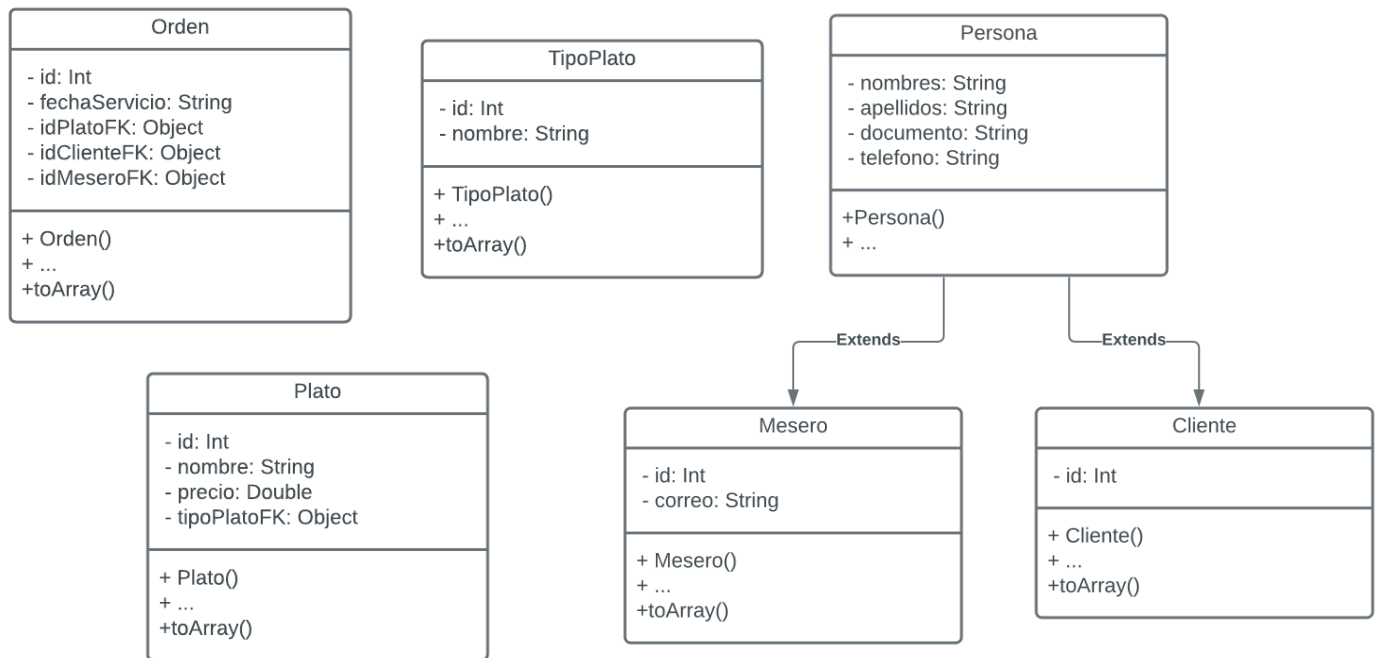 Orden
- id: Int
- fechaServicio: String
- idPlatoFK: Object
- idClienteFK: Object
- idMeseroFK: Object
+ Orden()
+ ...
+toArray()
TipoPlato
- id: Int
- nombre: String
+ TipoPlato()
+ ...
+toArray()
Persona
- nombres: String
- apellidos: String
- documento: String
- telefono: String
+Persona()
+ ...
Extends
Extends
Plato
- id: Int
- nombre: String
- precio: Double
- tipoPlatoFK: Object
+ Plato()
+ ...
+toArray()
Mesero
- id: Int
- correo: String
+ Mesero()
+ ...
+toArray()
Cliente
- id: Int
+ Cliente()
+ ...
+toArray()